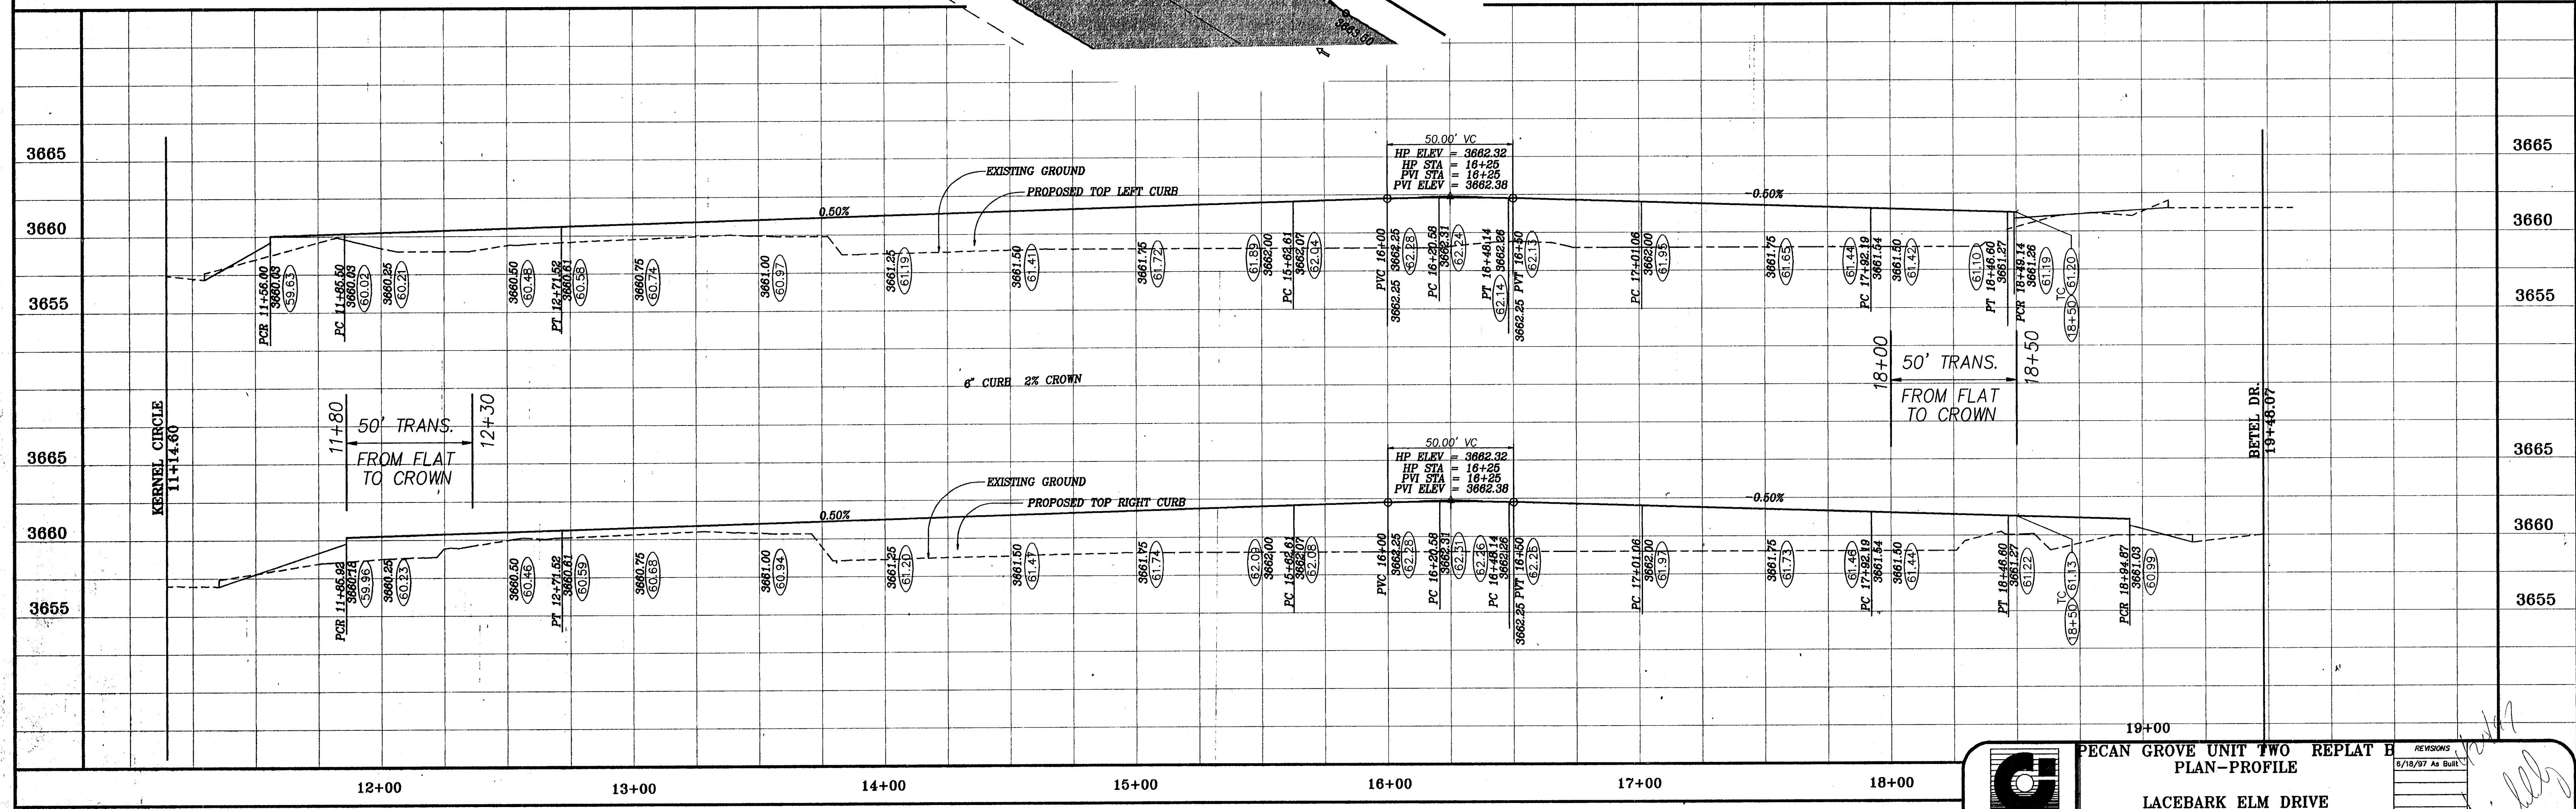 3663.60
3665
3660
3655
3665
3660
3655
50.00' VC
HP ELEV = 3662.32
HP STA = 16+25
PVI STA = 16+25
PVI ELEV = 3662.38
EXISTING GROUND
PROPOSED TOP LEFT CURB
0.50%
-0.50%
PCR 11+56.00
3660.03
59.63
PC 11+85.50
3660.03
60.02
3660.25
60.21
3660.50
60.48
PT 12+71.52
3660.61
60.58
3660.75
60.74
3661.00
60.97
3661.25
61.19
3661.50
61.41
3661.75
61.72
61.89
3662.00
PC 15+62.61
3662.07
62.04
PVC 16+00
3662.25
3662.25
62.28
PC 16+20.58
3662.31
62.24
PT 16+48.14
62.14
3662.26
3662.25 PVT 16+50
62.13
PC 17+01.06
3662.00
61.95
3661.75
61.65
61.44
PC 17+92.19
3661.54
3661.50
61.42
61.10
PT 18+46.60
3661.27
PCR 18+49.14
3661.26
61.19
TC
18+50
61.20
6" CURB 2% CROWN
KERNEL CIRCLE
11+14.60
11+80
50' TRANS.
FROM FLAT
TO CROWN
12+30
18+00
50' TRANS.
FROM FLAT
TO CROWN
18+50
BETEL DR.
19+48.07
3665
3660
3655
3665
3660
3655
50.00' VC
HP ELEV = 3662.32
HP STA = 16+25
PVI STA = 16+25
PVI ELEV = 3662.38
EXISTING GROUND
PROPOSED TOP RIGHT CURB
0.50%
-0.50%
PCR 11+86.92
3660.18
59.96
3660.25
60.23
3660.50
60.46
PT 12+71.52
3660.61
60.59
3660.75
60.68
3661.00
60.94
3661.25
61.20
3661.50
61.47
3661.75
61.74
62.09
3662.00
PC 15+62.61
3662.07
62.08
PVC 16+00
3662.25
62.28
PC 16+20.58
3662.31
62.31
62.26
PC 16+48.14
3662.26
3662.25 PVT 16+50
62.25
PC 17+01.06
3662.00
61.97
3661.75
61.73
61.46
PC 17+92.19
3661.54
3661.50
61.44
PT 18+46.60
3661.27
61.22
TC
18+50
61.13
PCR 18+94.87
3661.03
60.99
12+00
13+00
14+00
15+00
16+00
17+00
18+00
19+00
PECAN GROVE UNIT TWO REPLAT B
PLAN-PROFILE
LACEBARK ELM DRIVE
REVISIONS
6/18/97 As Built